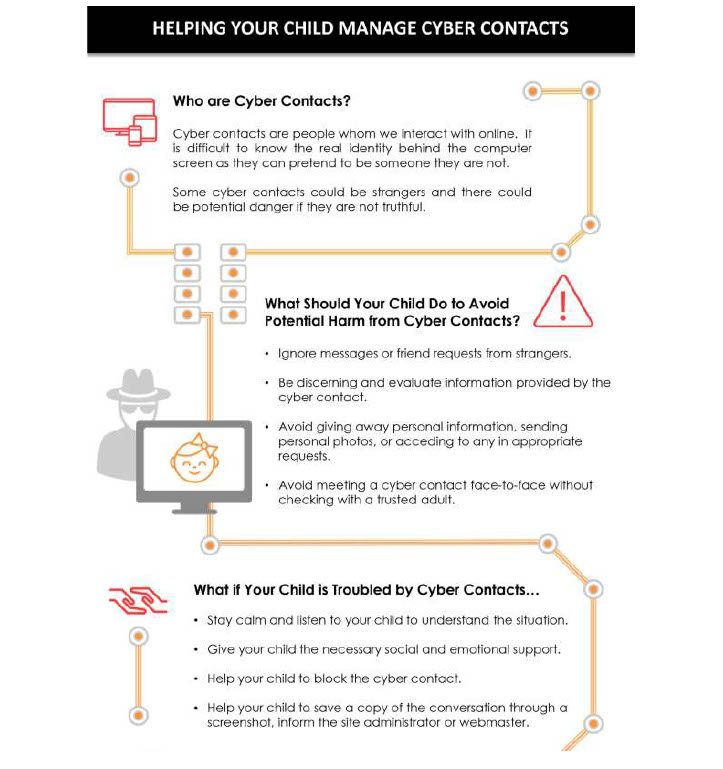 HELPING YOUR CHILD MANAGE CYBER CONTACTS
Who are Cyber Contacts?
Cyber contacts are people whom we interact with online. It
is difficult to know the real identity behind the computer
screen as they can pretend to be someone they are not.
Some cyber contacts could be strangers and there could
be potential danger if they are not truthful.
What Should Your Child Do to Avoid
Potential Harm from Cyber Contacts?
• Ignore messages or friend requests from strangers.
• Be discerning and evaluate information provided by the
cyber contact.
• Avoid giving away personal information, sending
personal photos, or acceding to any in appropriate
requests.
• Avoid meeting a cyber contact face-to-face without
checking with a trusted adult.
What if Your Child is Troubled by Cyber Contacts...
• Stay calm and listen to your child to understand the situation.
• Give your child the necessary social and emotional support.
• Help your child to block the cyber contact.
• Help your child to save a copy of the conversation through a
screenshot, inform the site administrator or webmaster.